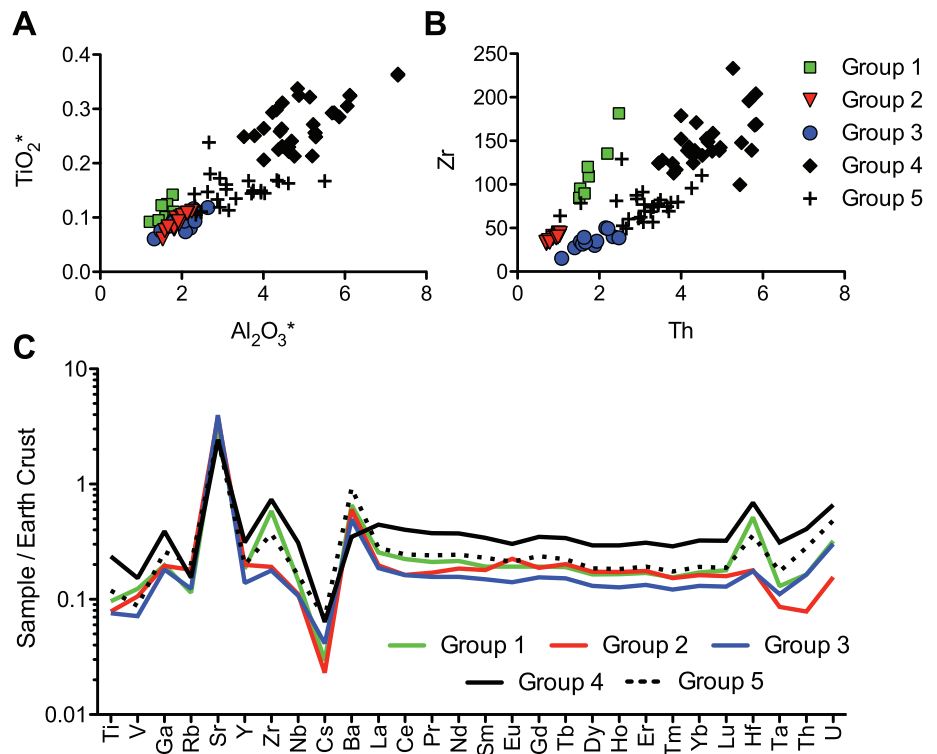 A
TiO2*
0.4
0.3
0.2
0.1
0.0
0 2 4 6 8
Al2O3*
B
Zr
250
200
150
100
50
0
0 2 4 6 8
Th
Group 1
Group 2
Group 3
Group 4
Group 5
C
Sample / Earth Crust
10
1
0.1
0.01
Group 1 Group 2 Group 3
Group 4 Group 5
Ti V Ga Rb Sr Y Zr Nb Cs Ba La Ce Pr Nd Sm Eu Gd Tb Dy Ho Er Tm Yb Lu Hf Ta Th U